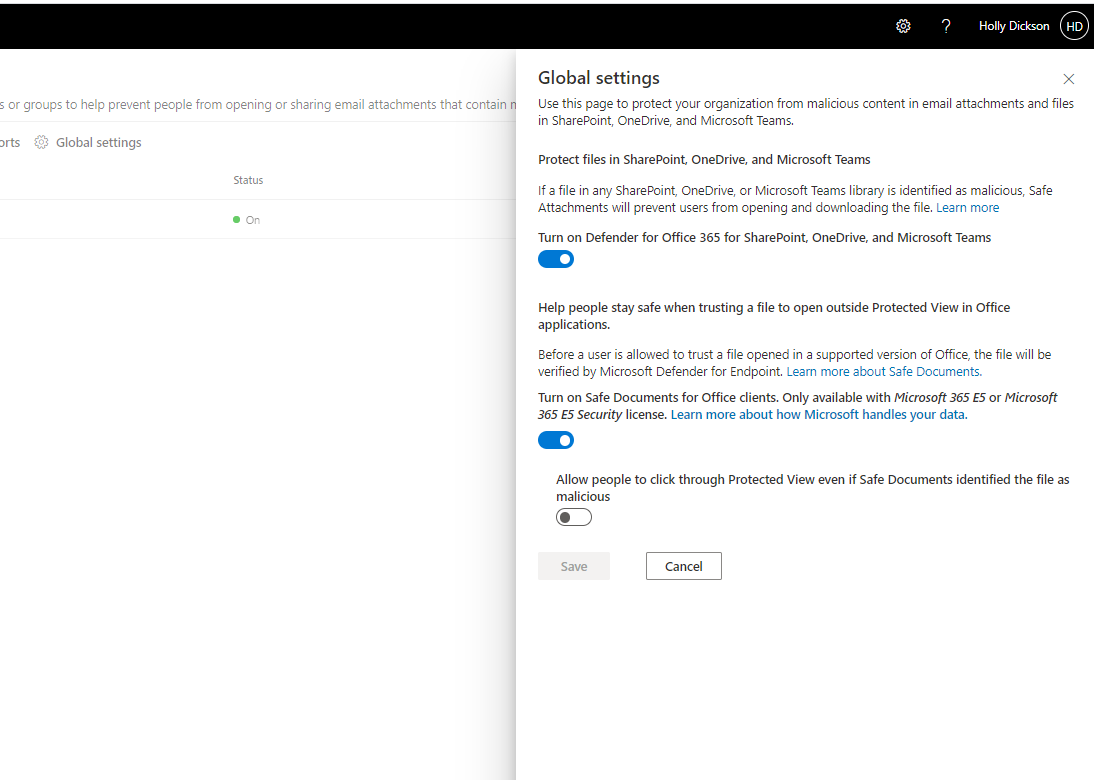 Holly Dickson HD
Global settings
Use this page to protect your organization from malicious content in email attachments and files
in SharePoint, OneDrive, and Microsoft Teams.
s or groups to help prevent people from opening or sharing email attachments that contain
orts Global settings
Status
On
Protect files in SharePoint, OneDrive, and Microsoft Teams
If a file in any SharePoint, OneDrive, or Microsoft Teams library is identified as malicious, Safe
Attachments will prevent users from opening and downloading the file. Learn more
Turn on Defender for Office 365 for SharePoint, OneDrive, and Microsoft Teams
Help people stay safe when trusting a file to open outside Protected View in Office
applications.
Before a user is allowed to trust a file opened in a supported version of Office, the file will be
verified by Microsoft Defender for Endpoint. Learn more about Safe Documents.
Turn on Safe Documents for Office clients. Only available with Microsoft 365 E5 or Microsoft
365 E5 Security license. Learn more about how Microsoft handles your data.
Allow people to click through Protected View even if Safe Documents identified the file as
malicious
Save Cancel